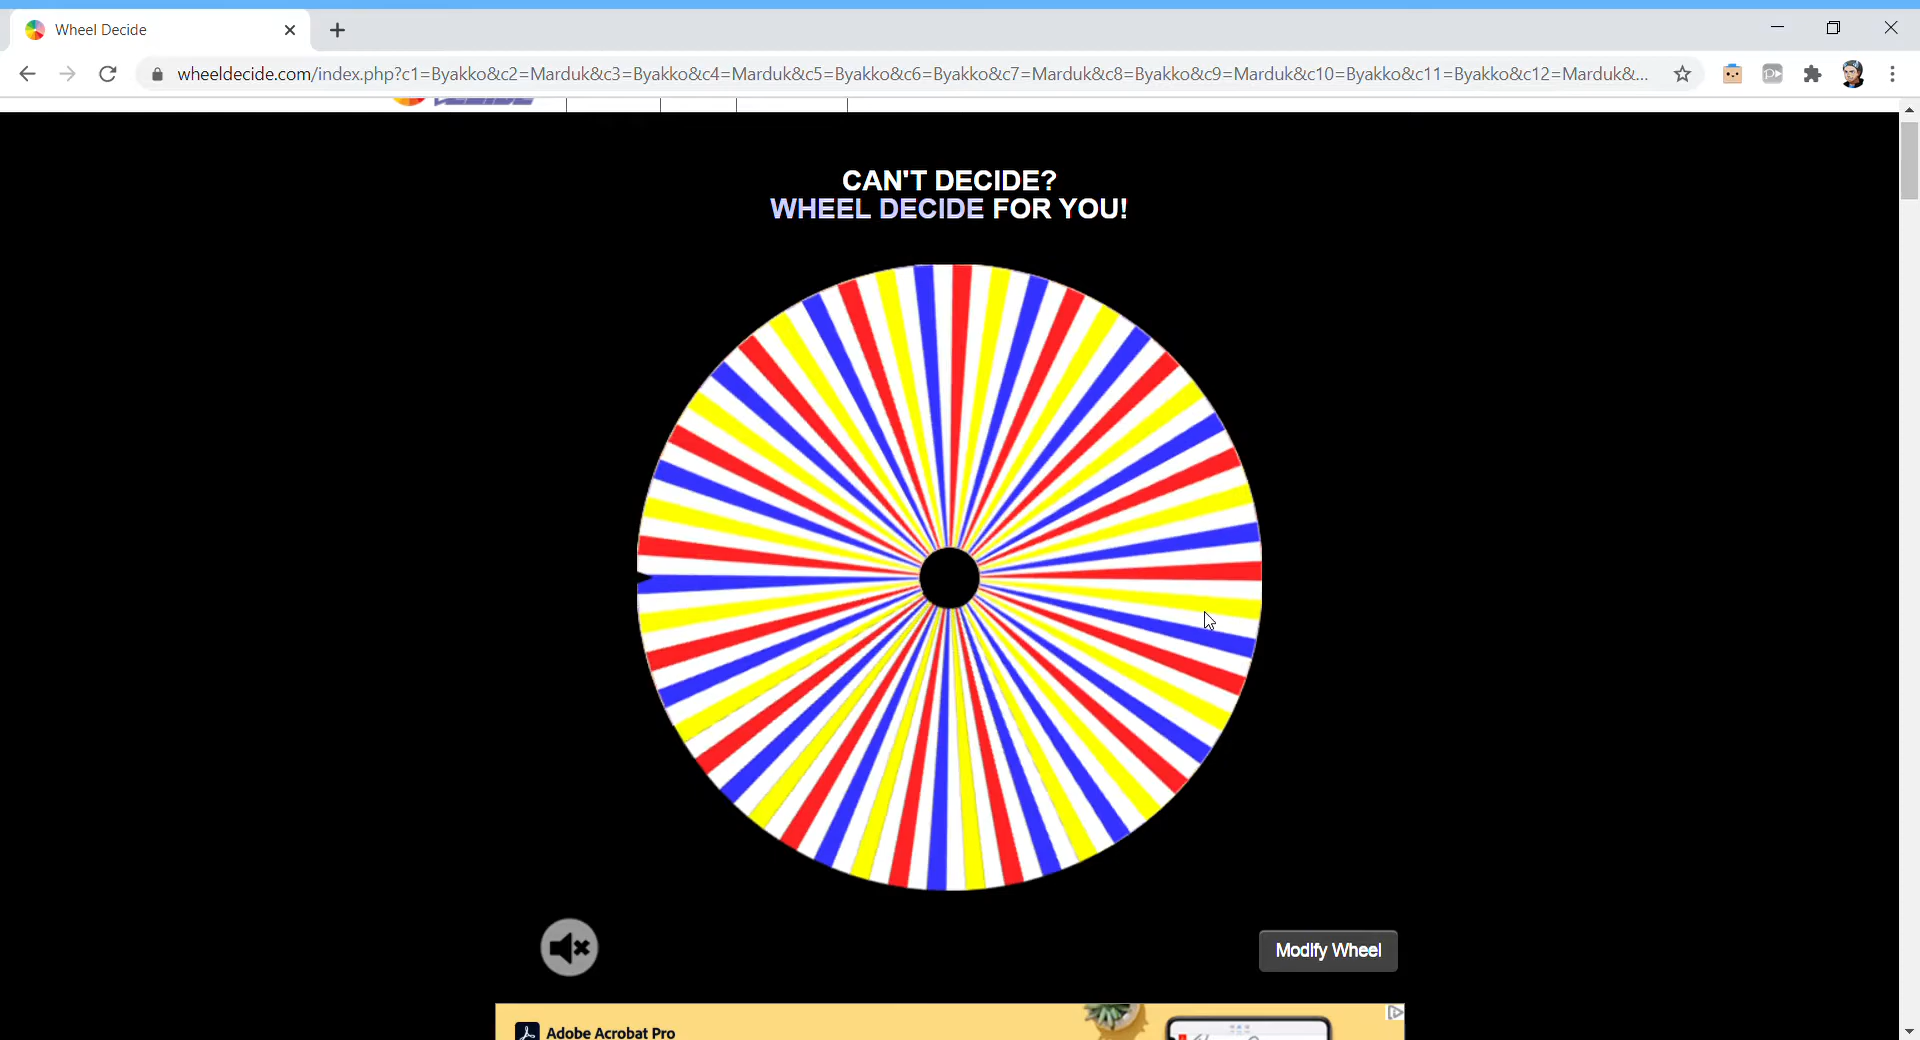 Wheel Decide
wheeldecide.com/index.php?c1=Byakko&c2=Marduk&c3=Byakko&c4=Marduk&c5=Byakko&c6=Byakko&c7=Marduk&c8=Byakko&c9=Marduk&c10=Byakko&c11=Byakko&c12=Marduk&...
CAN'T DECIDE?
WHEEL DECIDE FOR YOU!
Modify Wheel
Adobe Acrobat Pro